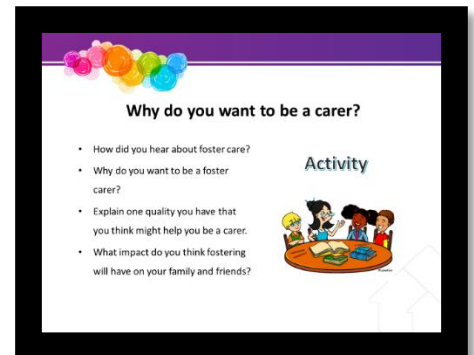 Why do you want to be a carer?
• How did you hear about foster care?
• Why do you want to be a foster
carer?
• Explain one quality you have that
you think might help you be a carer.
• What impact do you think fostering
will have on your family and friends?
Activity